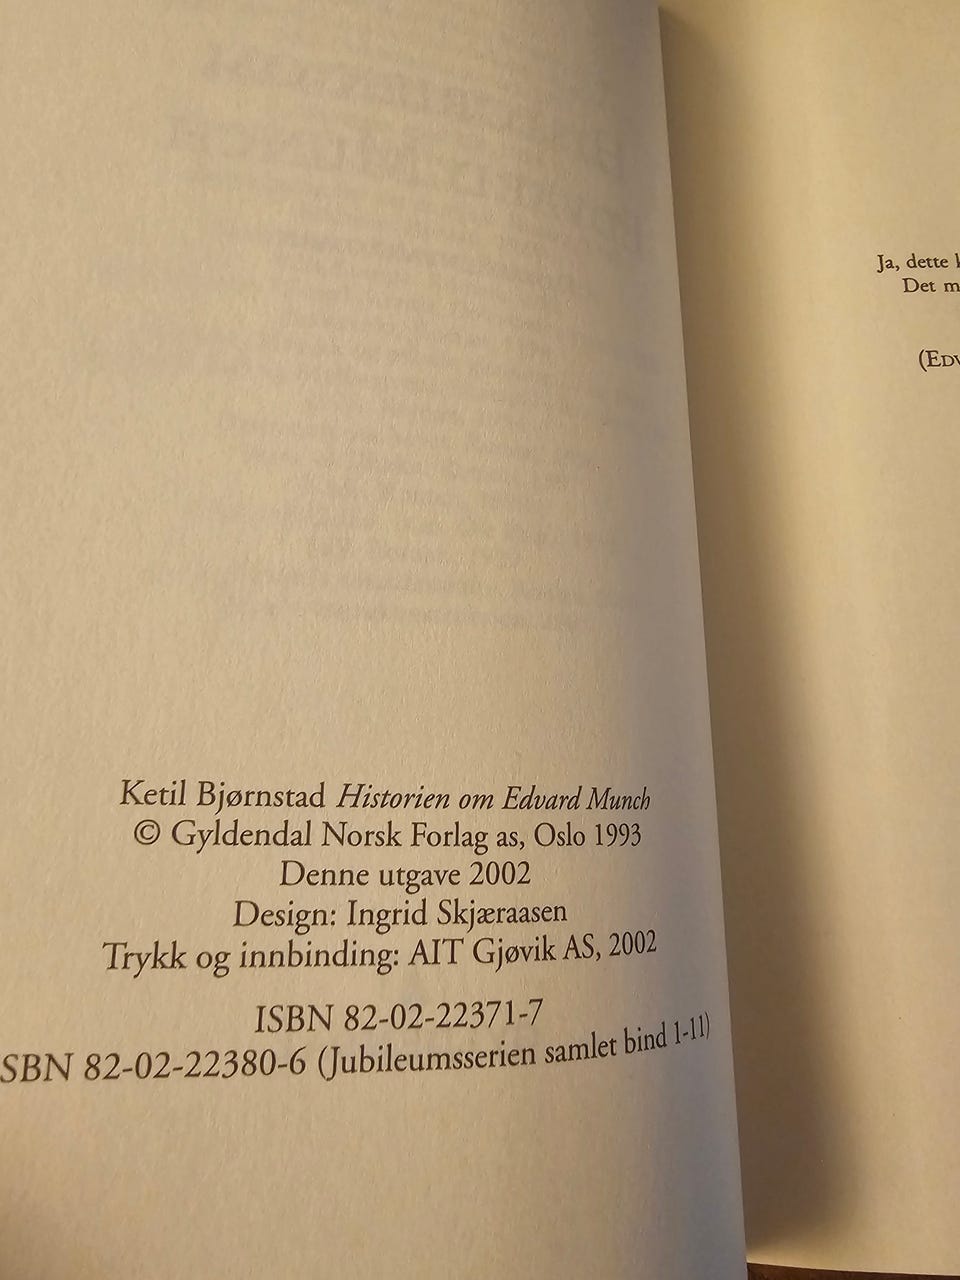 Ketil Bjørnstad Historien om Edvard Munch
© Gyldendal Norsk Forlag as, Oslo 1993
Denne utgave 2002
Design: Ingrid Skjæraasen
Trykk og innbinding: AIT Gjøvik AS, 2002
ISBN 82-02-22371-7
SBN 82-02-22380-6 (Jubileumsserien samlet bind 1-11)
Ja, dette
Det m
(EDV